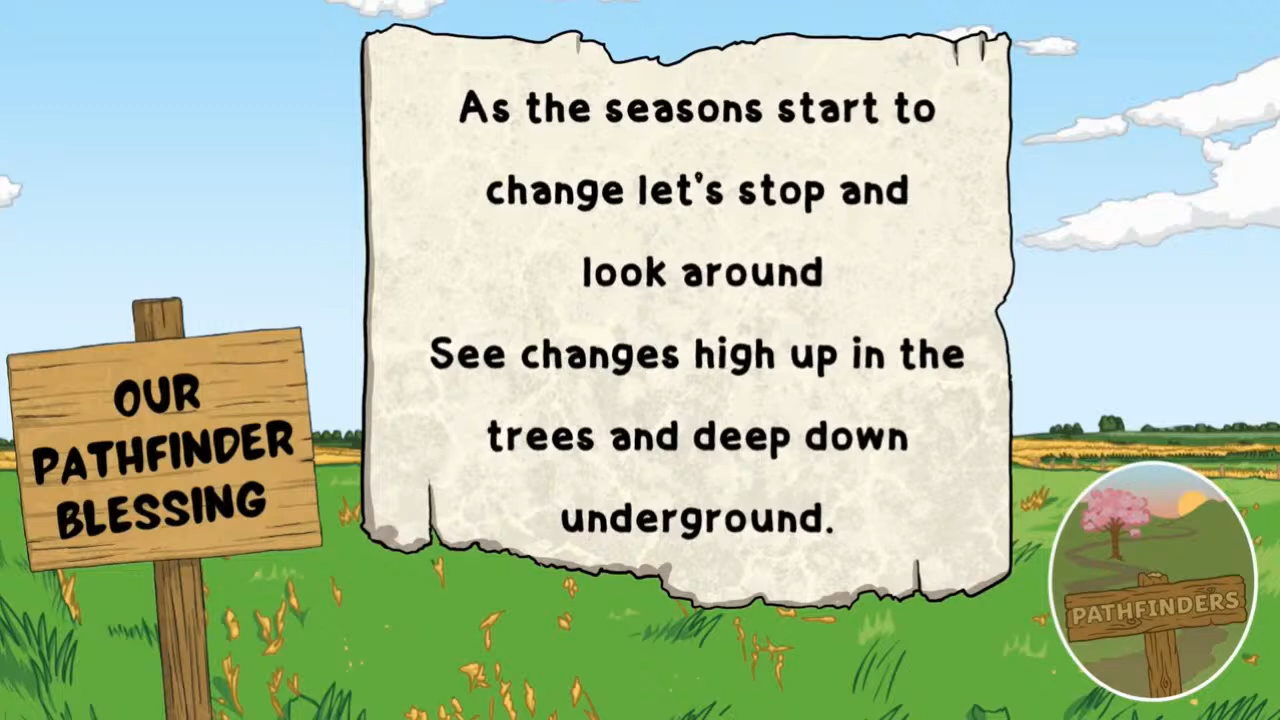 As the seasons start to
change let's stop and
look around
See changes high up in the
trees and deep down
underground.
OUR
PATHFINDER
BLESSING
PATHFINDERS